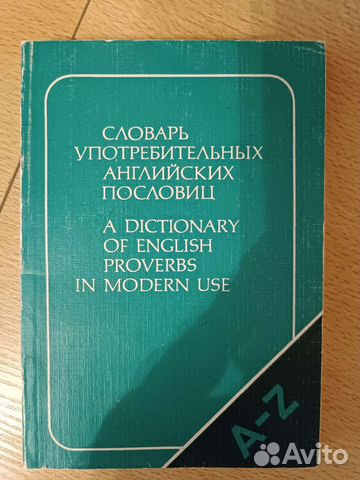 СЛОВАРЬ
УПОТРЕБИТЕЛЬНЫХ
АНГЛИЙСКИХ
ПОСЛОВИЦ
A DICTIONARY
OF ENGLISH
PROVERBS
IN MODERN USE
A-Z
Avito